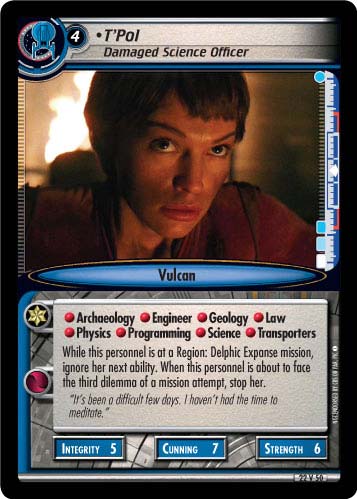 4
•T'Pol
Damaged Science Officer
Vulcan
• Archaeology • Engineer • Geology • Law
• Physics • Programming • Science • Transporters
While this personnel is at a Region: Delphic Expanse mission,
ignore her next ability. When this personnel is about to face
the third dilemma of a mission attempt, stop her.
"It's been a difficult few days. I haven't had the time to
meditate."
INTEGRITY 5 CUNNING 7 STRENGTH 6
22 V 50